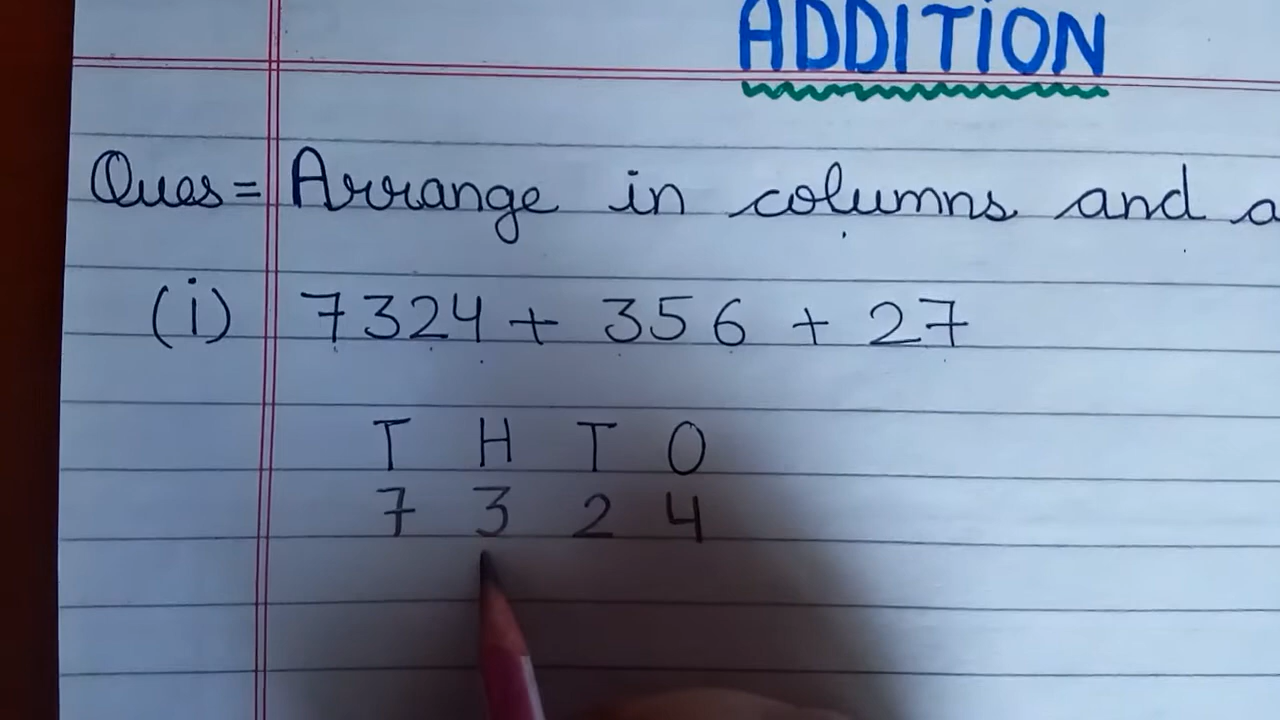 ADDITION
Ques = Arrange in columns and a
(i) 7324 + 356 + 27
T H T O
7 3 2 4